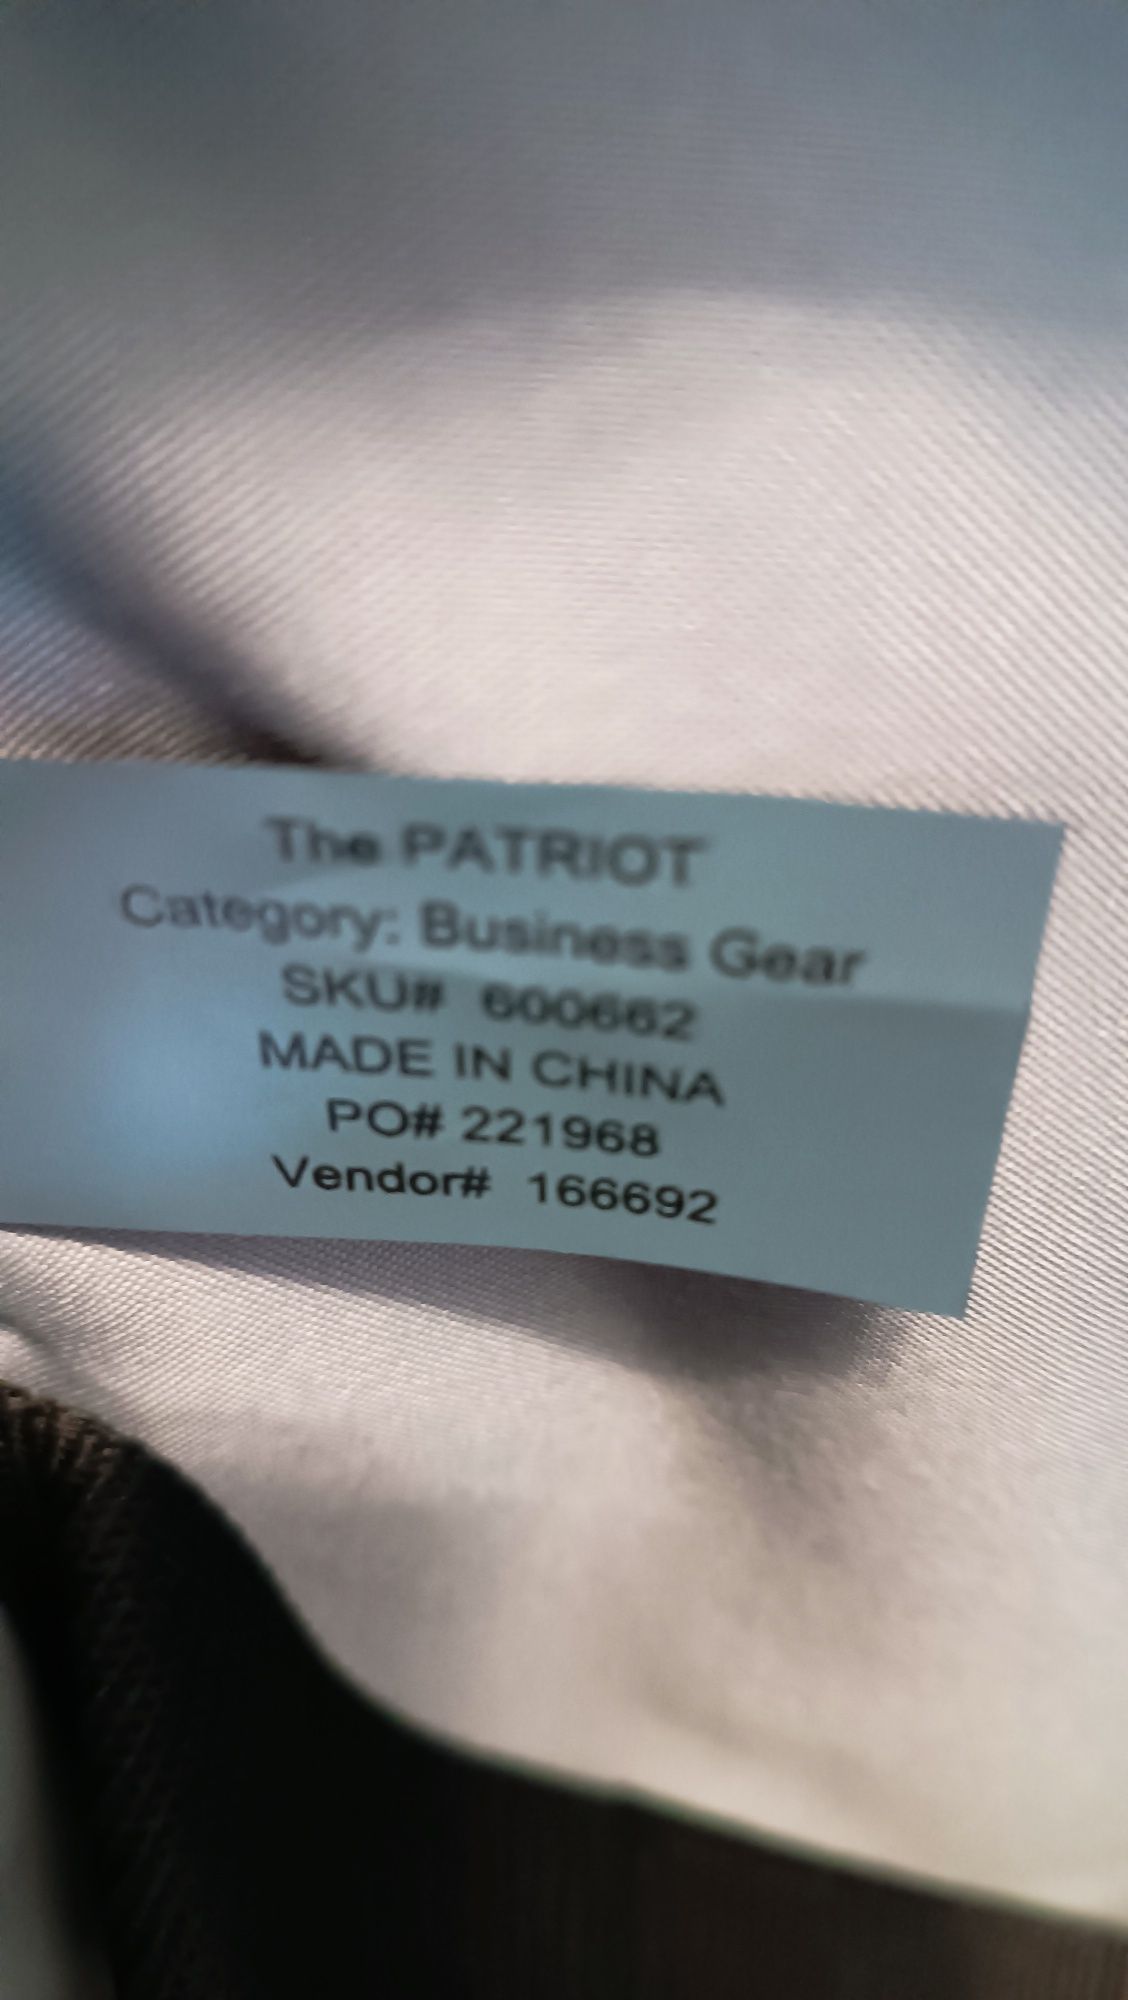 The PATRIOT
Category: Business Gear
SKU# 600662
MADE IN CHINA
PO# 221968
Vendor# 166692